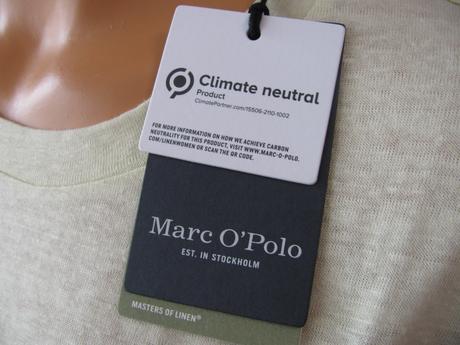 Climate neutral
Product
ClimatePartner.com/15506-2110-1002
FOR MORE INFORMATION ON HOW WE ACHIEVE CARBON
NEUTRALITY FOR THIS PRODUCT, VISIT WWW.MARC-O-POLO.
COM/LINENWOMEN OR SCAN THE QR CODE.
Marc O'Polo
EST. IN STOCKHOLM
MASTERS OF LINEN®